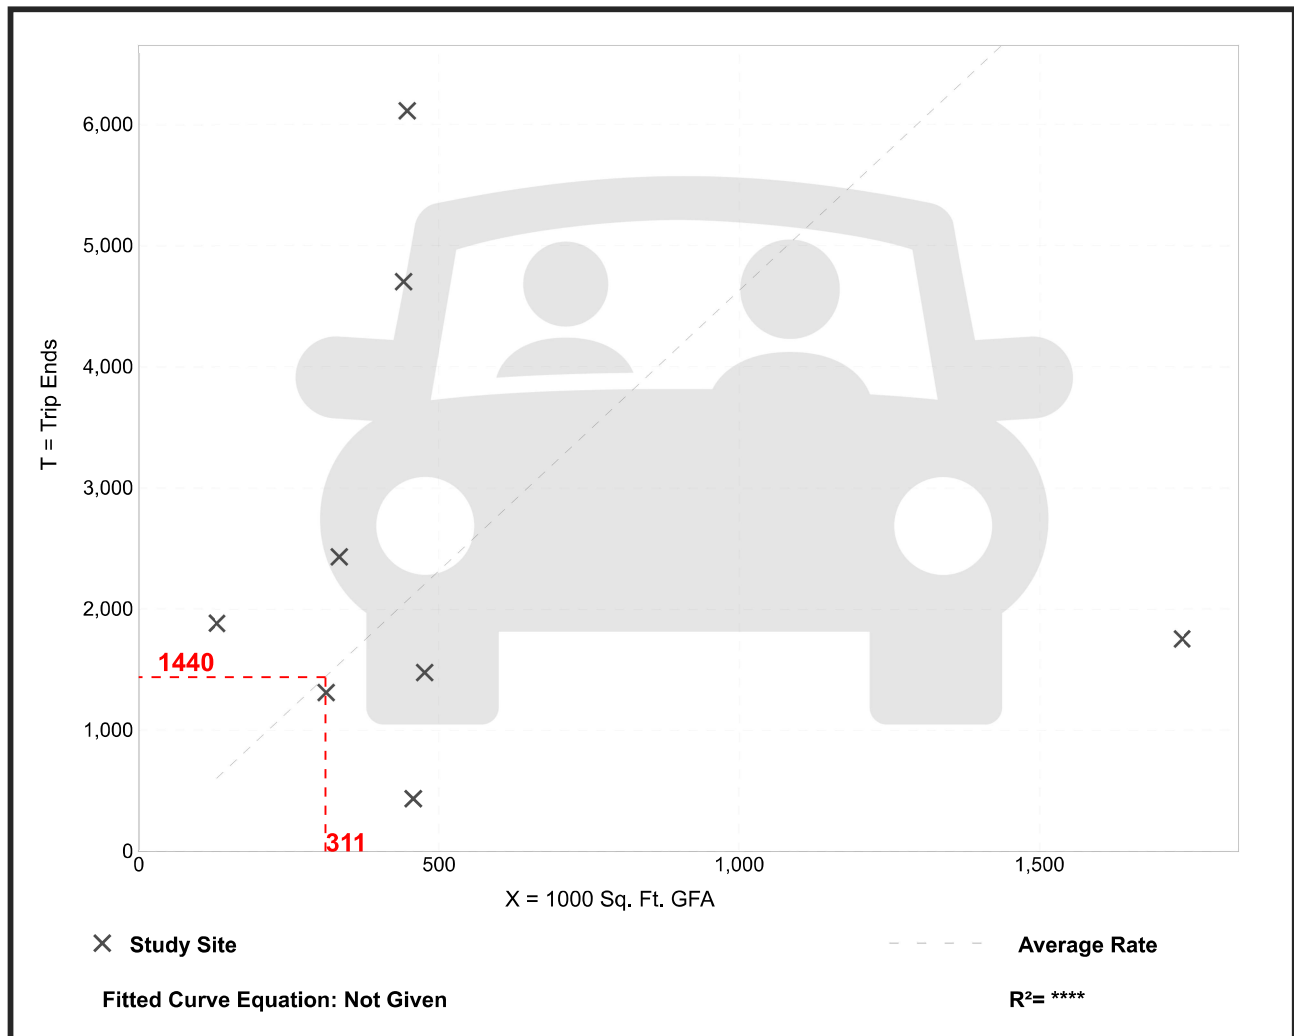 6,000
5,000
4,000
3,000
2,000
1,000
0
T = Trip Ends
1440
311
0 500 1,000 1,500
X = 1000 Sq. Ft. GFA
Study Site Average Rate
Fitted Curve Equation: Not Given R²= ****